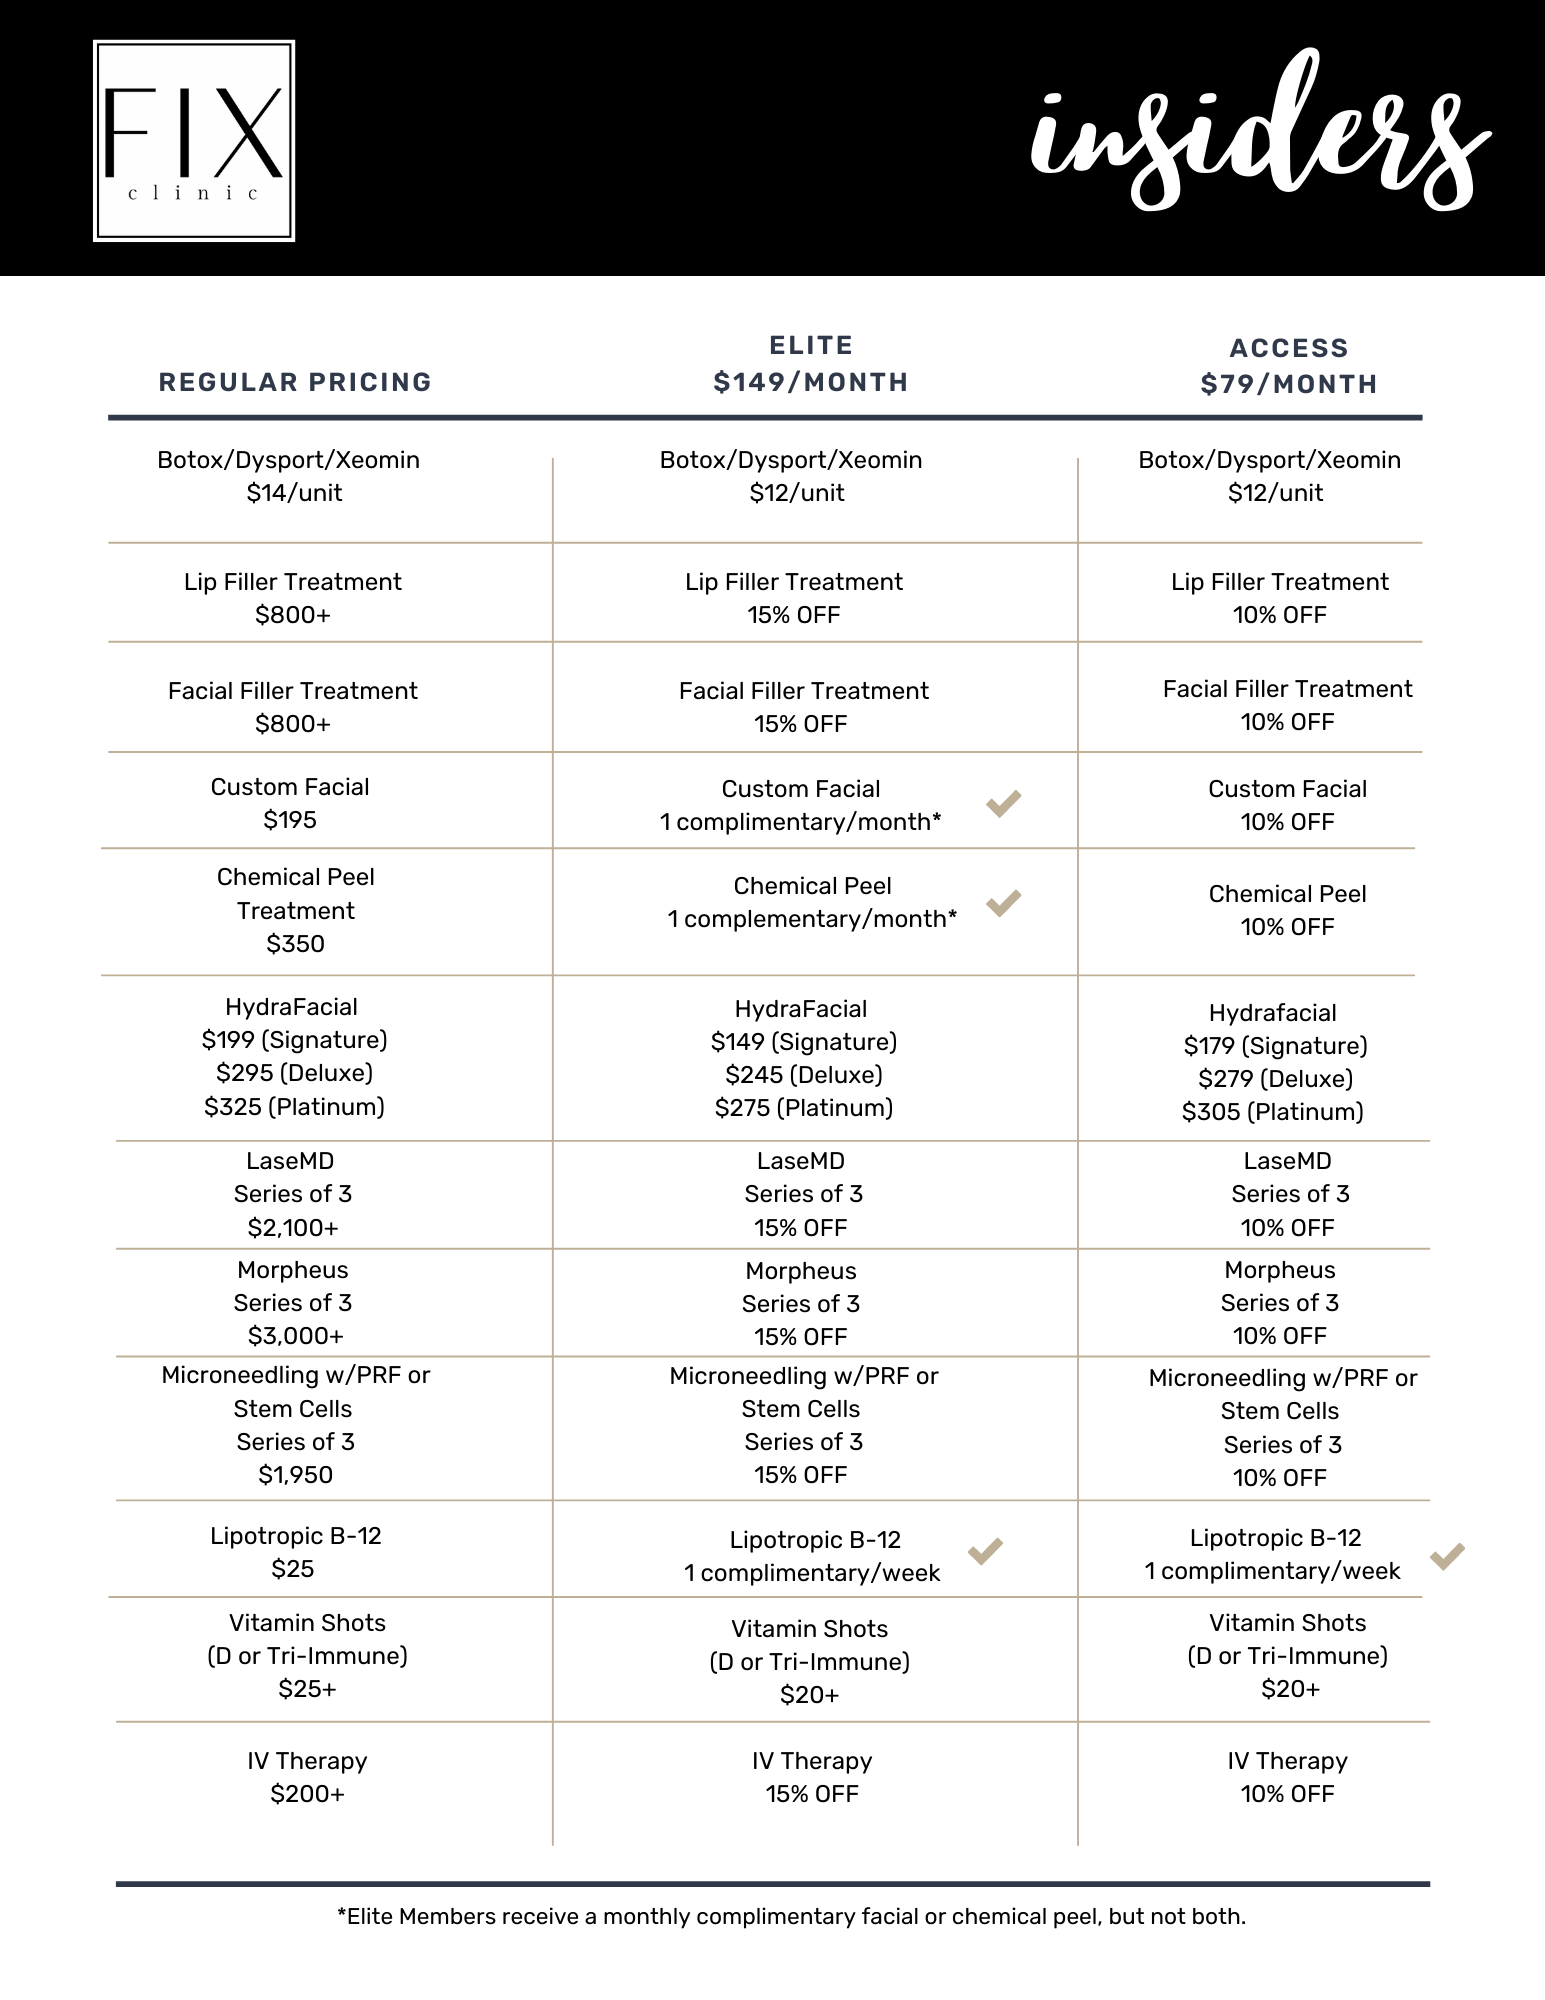 FIX
clinic
insiders
REGULAR PRICING
ELITE
$149/MONTH
ACCESS
$79/MONTH
Botox/Dysport/Xeomin
$14/unit
Botox/Dysport/Xeomin
$12/unit
Botox/Dysport/Xeomin
$12/unit
Lip Filler Treatment
$800+
Lip Filler Treatment
15% OFF
Lip Filler Treatment
10% OFF
Facial Filler Treatment
$800+
Facial Filler Treatment
15% OFF
Facial Filler Treatment
10% OFF
Custom Facial
$195
Custom Facial
1 complimentary/month*
Custom Facial
10% OFF
Chemical Peel
Treatment
$350
Chemical Peel
1 complementary/month*
Chemical Peel
10% OFF
HydraFacial
$199 (Signature)
$295 (Deluxe)
$325 (Platinum)
HydraFacial
$149 (Signature)
$245 (Deluxe)
$275 (Platinum)
Hydrafacial
$179 (Signature)
$279 (Deluxe)
$305 (Platinum)
LaseMD
Series of 3
$2,100+
LaseMD
Series of 3
15% OFF
LaseMD
Series of 3
10% OFF
Morpheus
Series of 3
$3,000+
Morpheus
Series of 3
15% OFF
Morpheus
Series of 3
10% OFF
Microneedling w/PRF or
Stem Cells
Series of 3
$1,950
Microneedling w/PRF or
Stem Cells
Series of 3
15% OFF
Microneedling w/PRF or
Stem Cells
Series of 3
10% OFF
Lipotropic B-12
$25
Lipotropic B-12
1 complimentary/week
Lipotropic B-12
1 complimentary/week
Vitamin Shots
(D or Tri-Immune)
$25+
Vitamin Shots
(D or Tri-Immune)
$20+
Vitamin Shots
(D or Tri-Immune)
$20+
IV Therapy
$200+
IV Therapy
15% OFF
IV Therapy
10% OFF
*Elite Members receive a monthly complimentary facial or chemical peel, but not both.